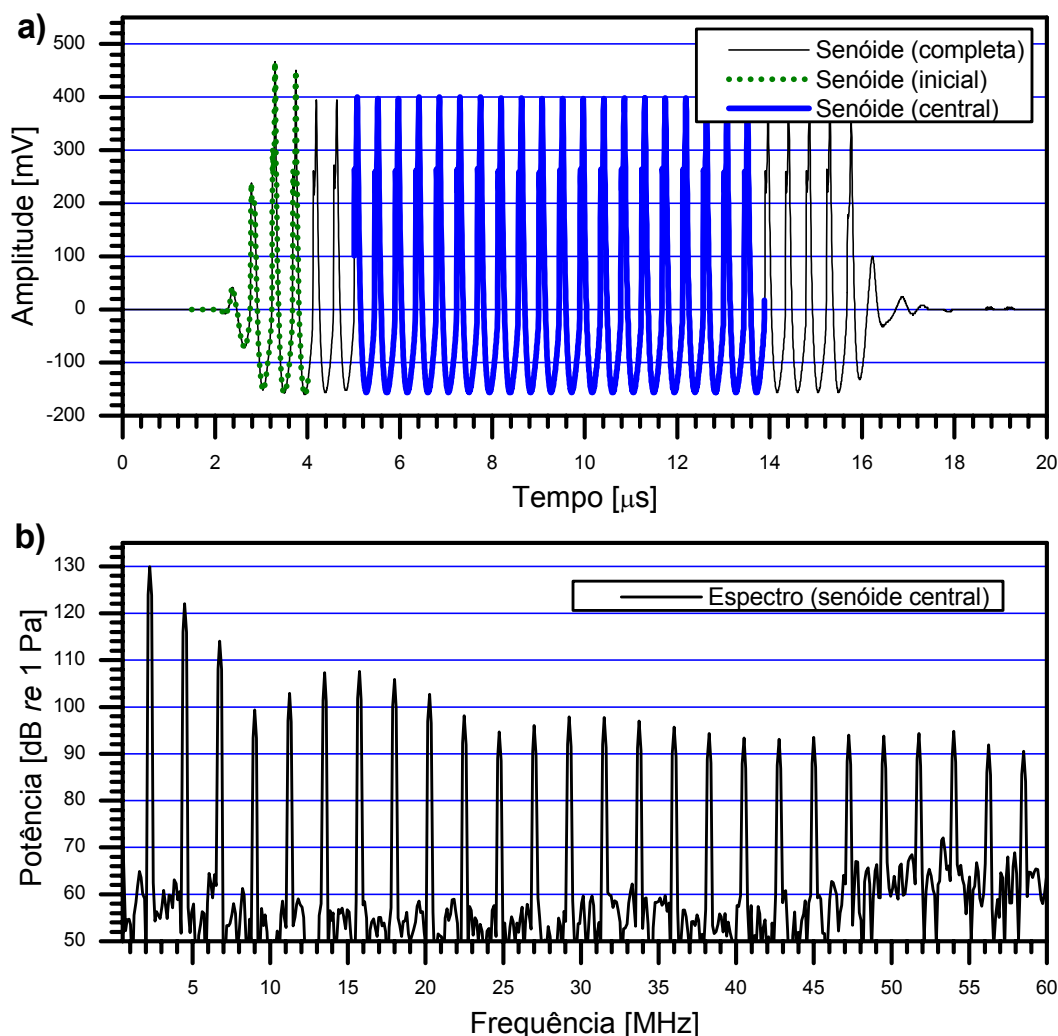 a)
500
400
300
200
100
0
-100
-200
Amplitude [mV]
Senóide (completa)
Senóide (inicial)
Senóide (central)
0 2 4 6 8 10 12 14 16 18 20
Tempo [μs]
b)
130
120
110
100
90
80
70
60
50
Potência [dB re 1 Pa]
Espectro (senóide central)
5 10 15 20 25 30 35 40 45 50 55 60
Frequência [MHz]